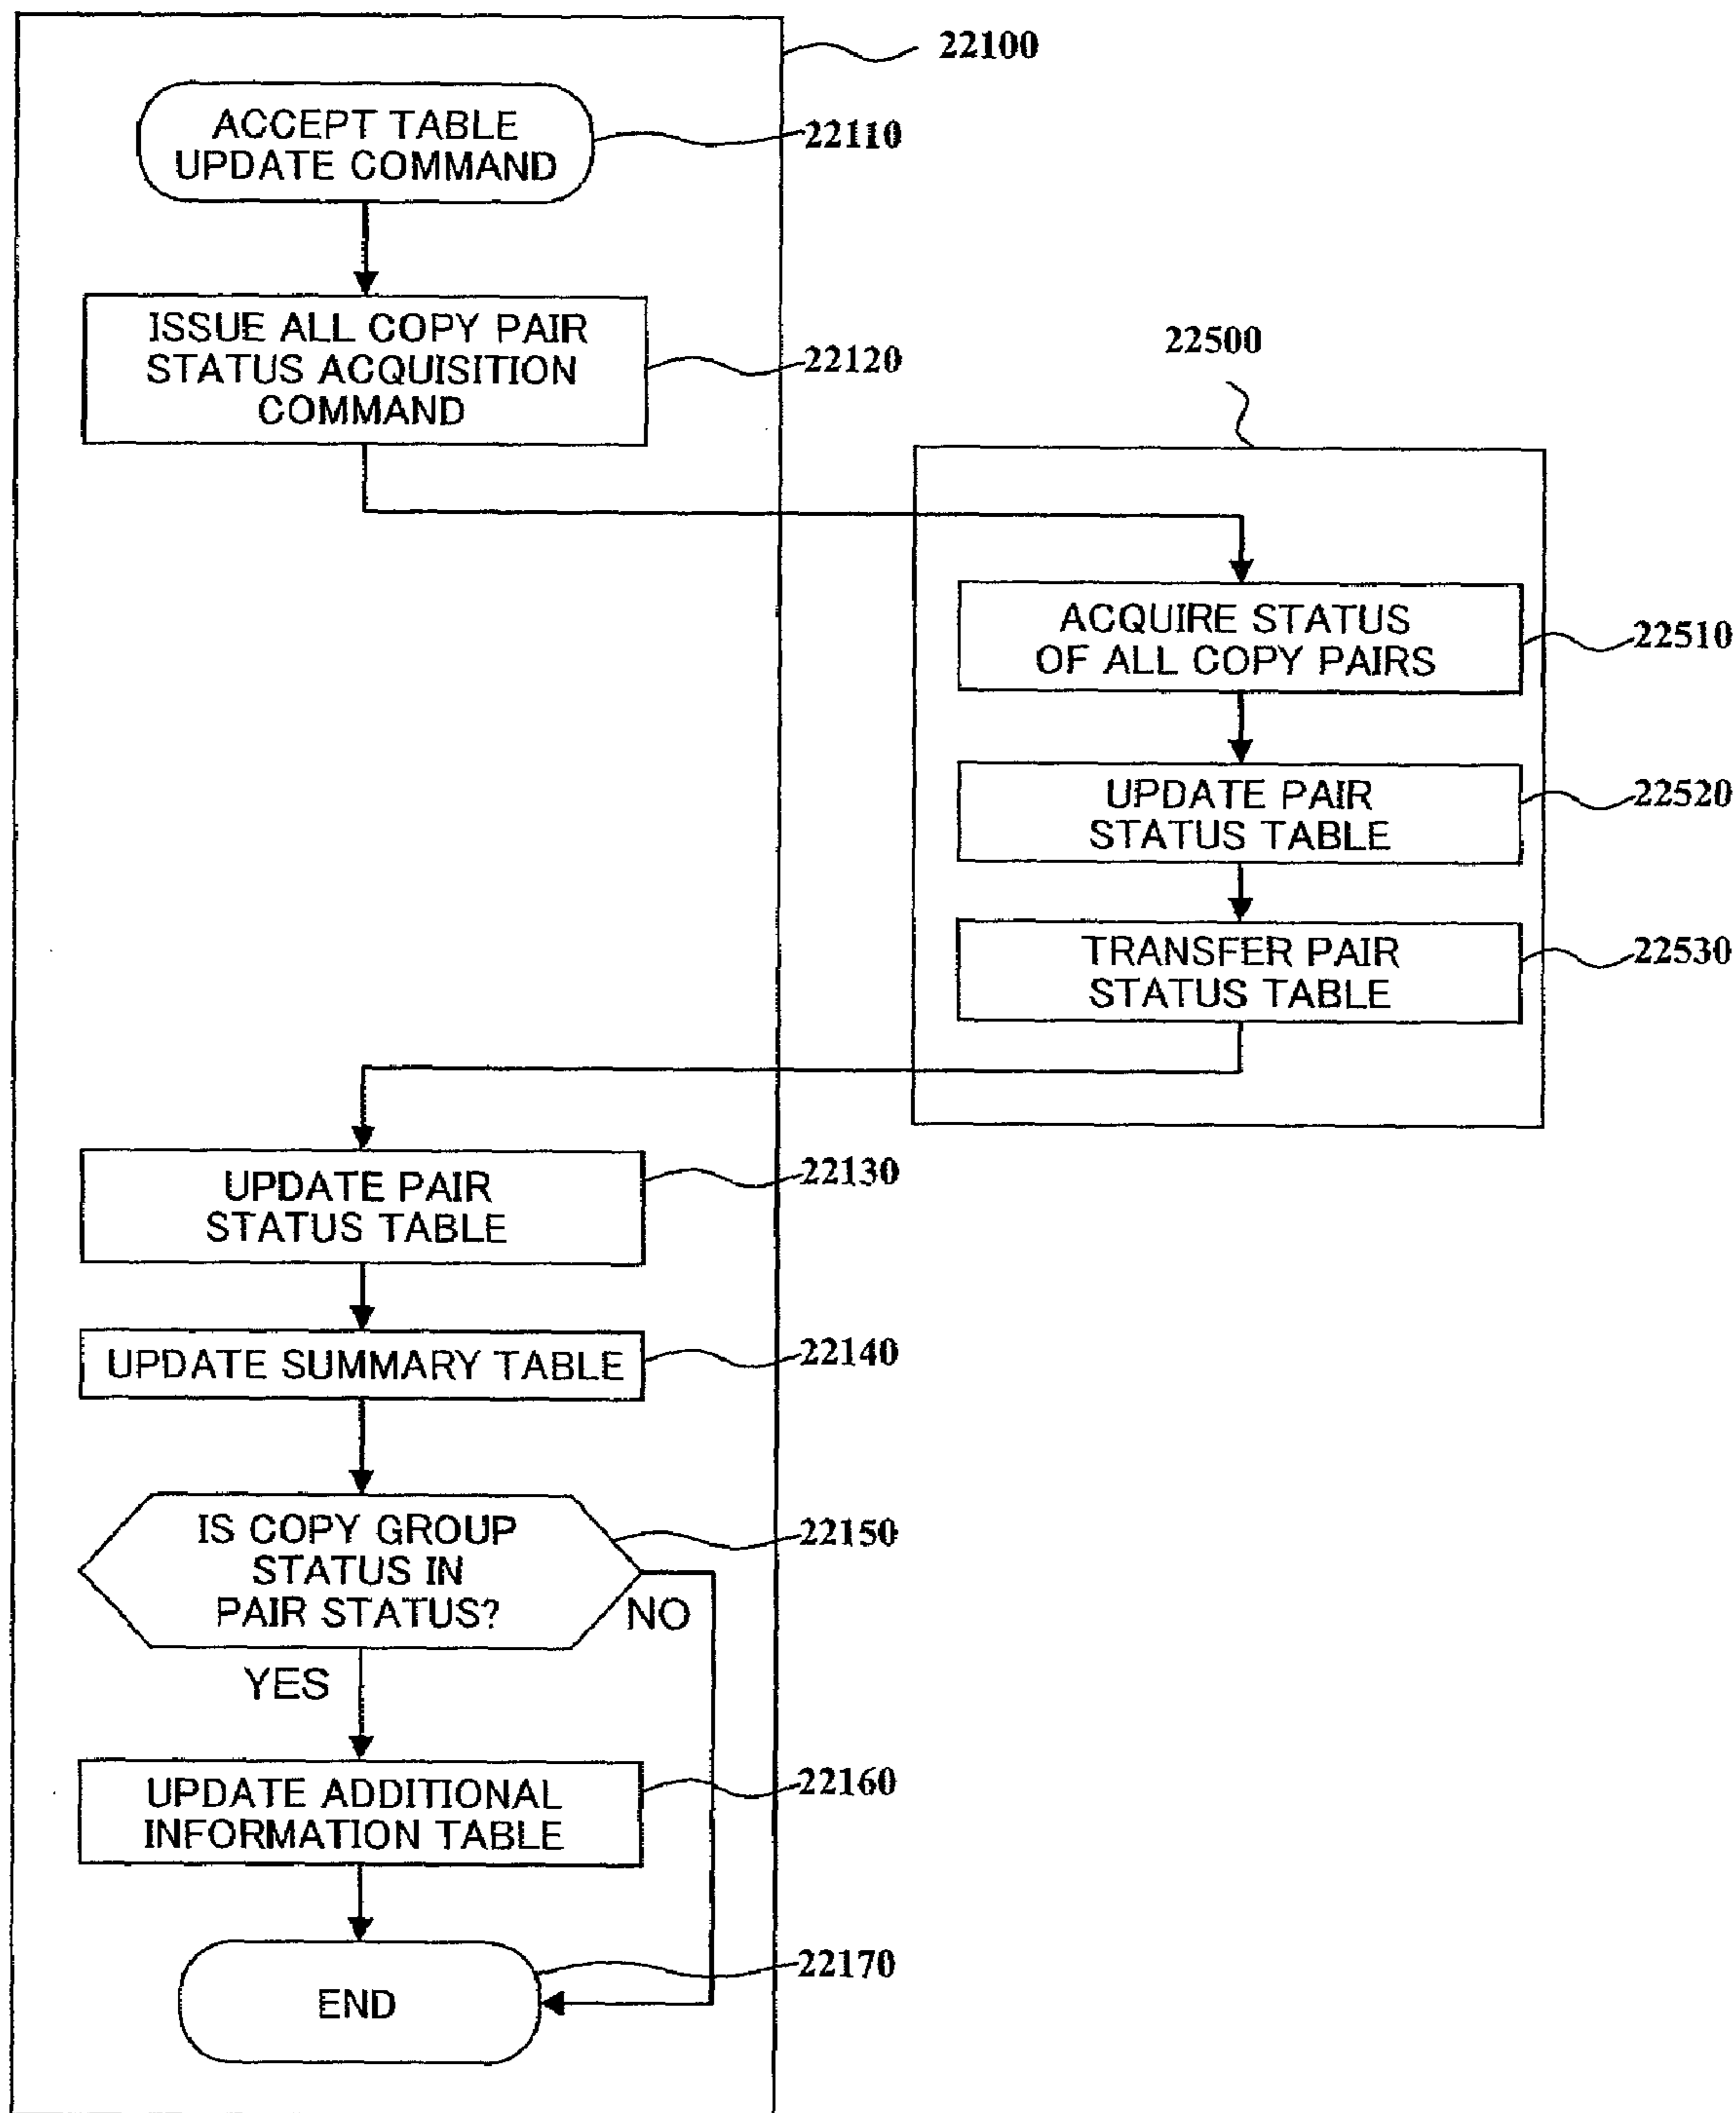 22100
ACCEPT TABLE
UPDATE COMMAND
22110
ISSUE ALL COPY PAIR
STATUS ACQUISITION
COMMAND
22120
22500
ACQUIRE STATUS
OF ALL COPY PAIRS
22510
UPDATE PAIR
STATUS TABLE
22520
TRANSFER PAIR
STATUS TABLE
22530
UPDATE PAIR
STATUS TABLE
22130
UPDATE SUMMARY TABLE
22140
IS COPY GROUP
STATUS IN
PAIR STATUS?
22150
NO
YES
UPDATE ADDITIONAL
INFORMATION TABLE
22160
END
22170